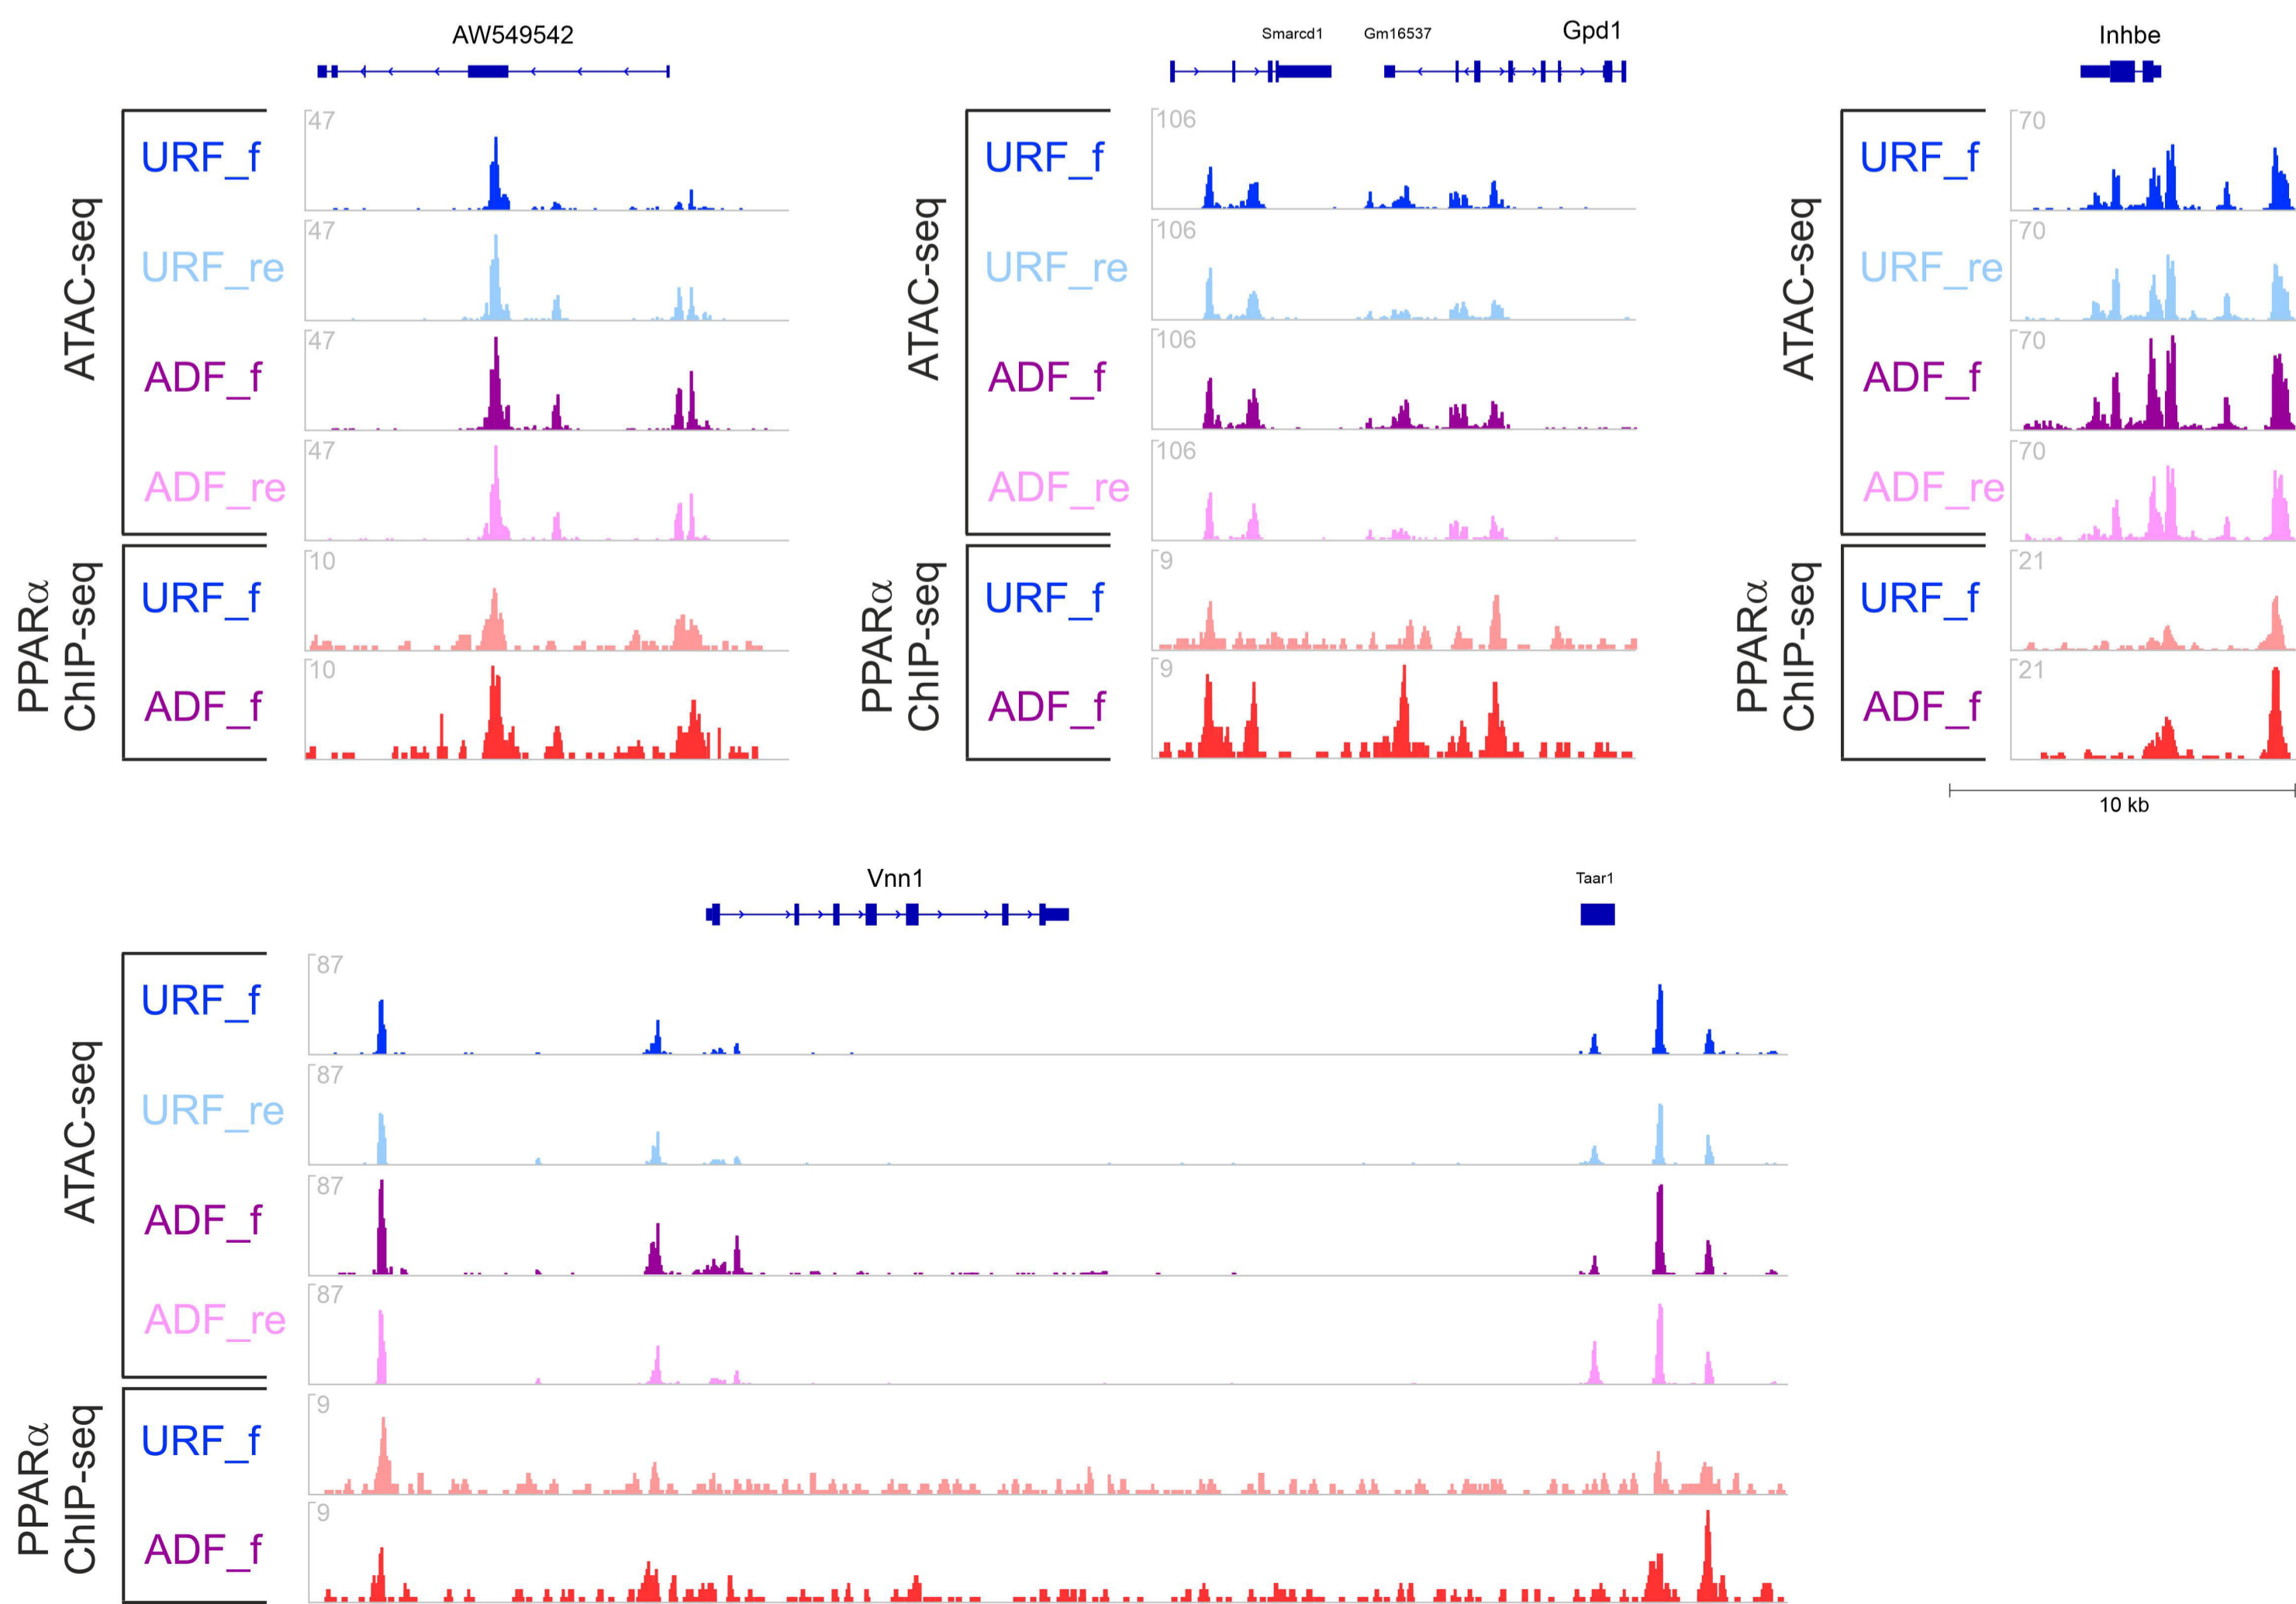 AW549542
ATAC-seq
URF_f
47
URF_re
47
ADF_f
47
ADF_re
47
PPARα
ChIP-seq
URF_f
10
ADF_f
10
Smarcd1 Gm16537 Gpd1
ATAC-seq
URF_f
106
URF_re
106
ADF_f
106
ADF_re
106
PPARα
ChIP-seq
URF_f
9
ADF_f
9
Inhbe
ATAC-seq
URF_f
70
URF_re
70
ADF_f
70
ADF_re
70
PPARα
ChIP-seq
URF_f
21
ADF_f
21
10 kb
Vnn1 Taar1
ATAC-seq
URF_f
87
URF_re
87
ADF_f
87
ADF_re
87
PPARα
ChIP-seq
URF_f
9
ADF_f
9